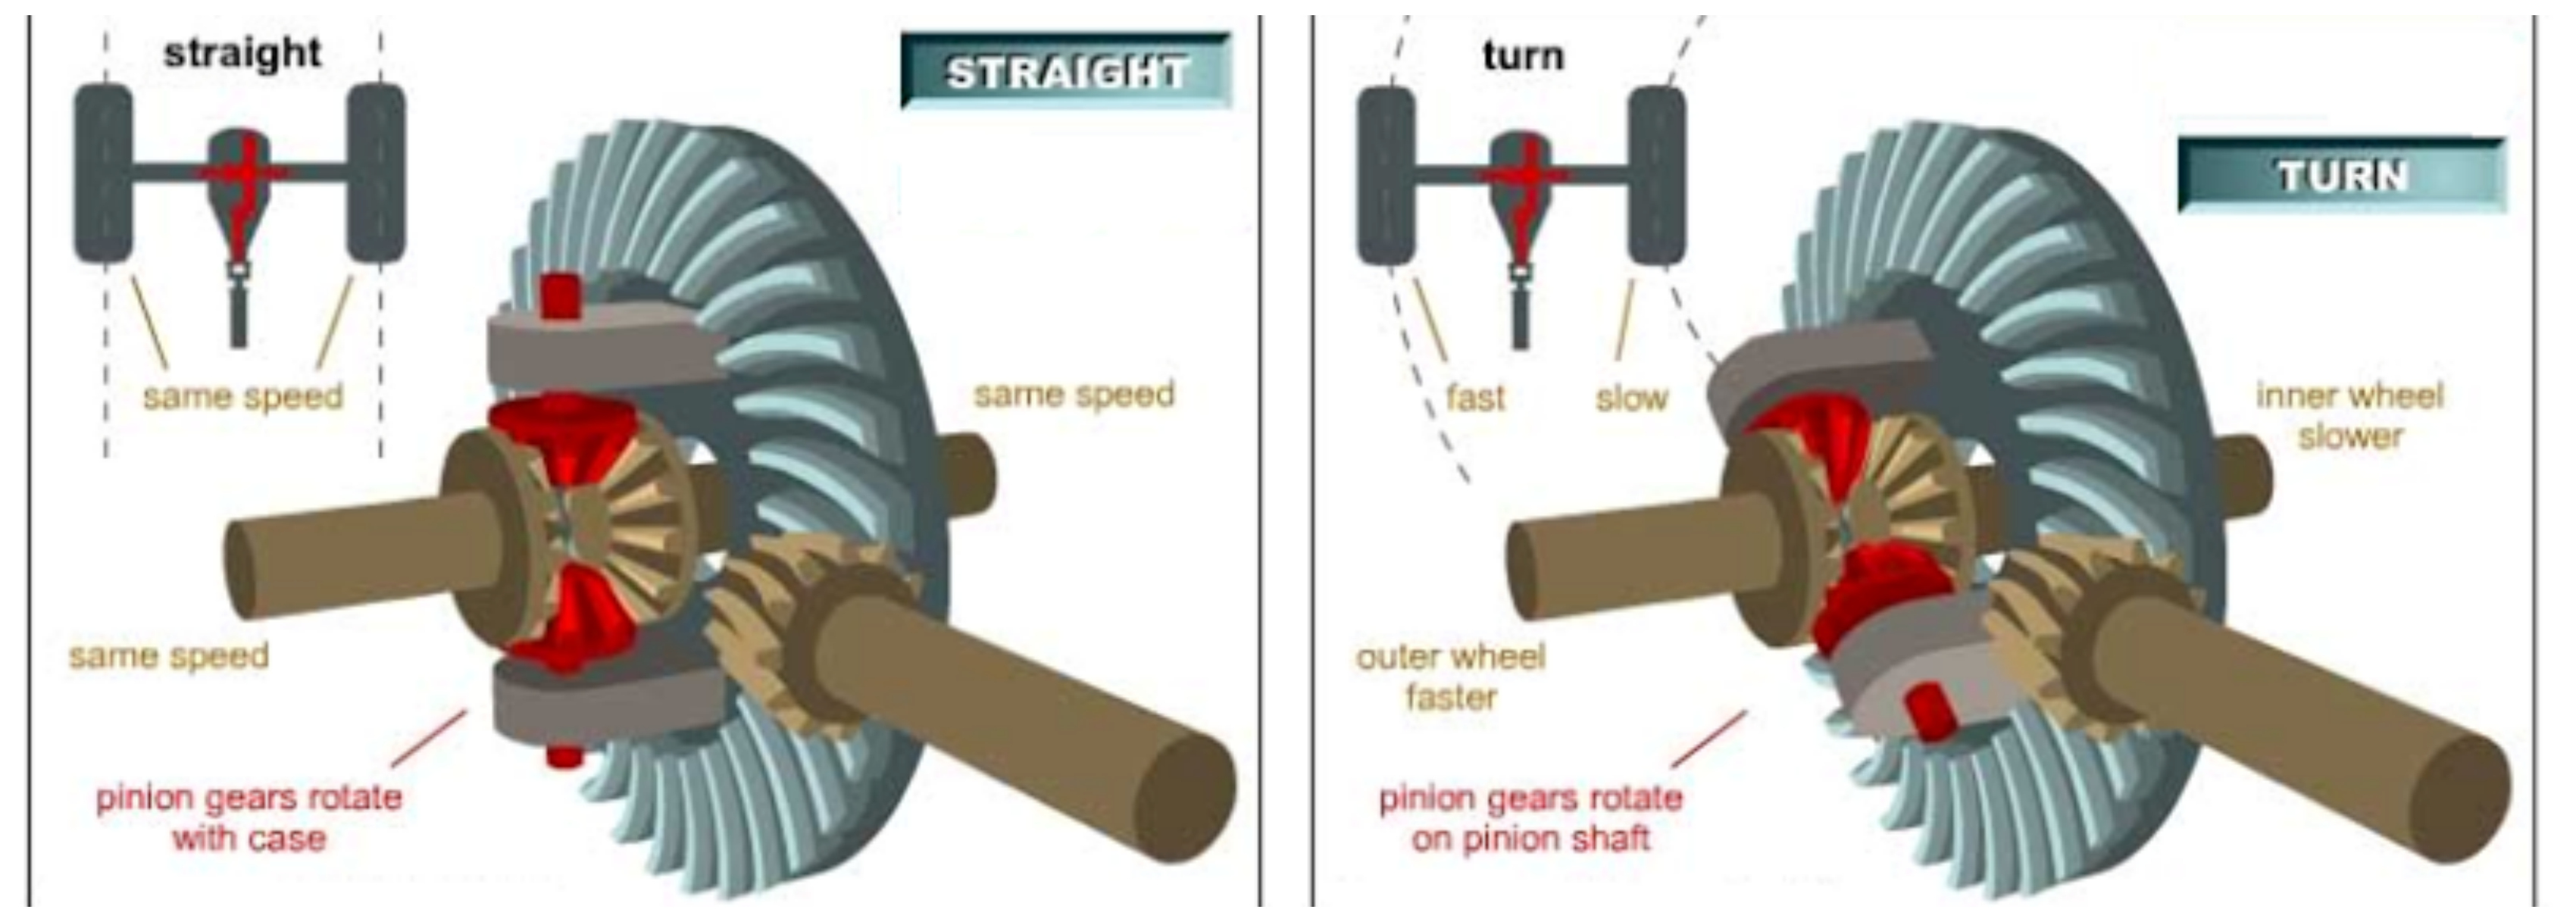 straight
STRAIGHT
same speed
same speed
same speed
pinion gears rotate
with case
turn
TURN
fast
slow
inner wheel
slower
outer wheel
faster
pinion gears rotate
on pinion shaft